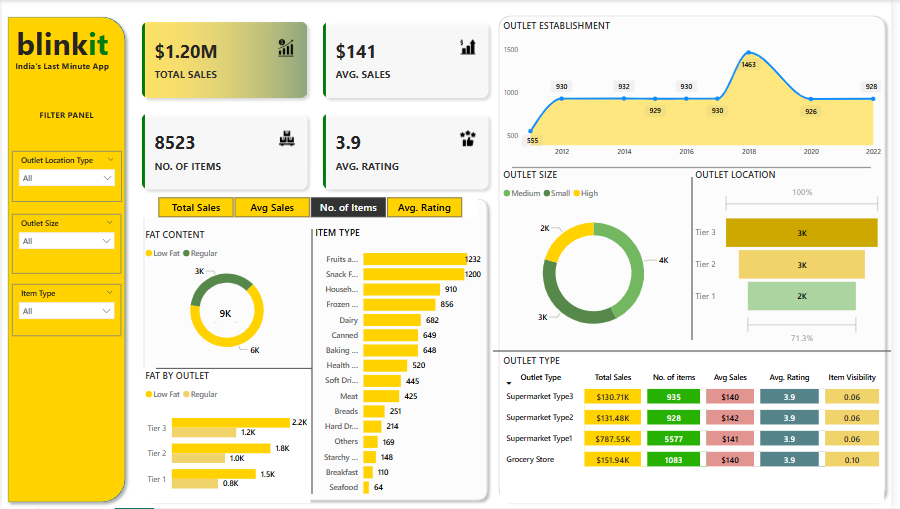 blinkit
India's Last Minute App
FILTER PANEL
Outlet Location Type
All
Outlet Size
All
Item Type
All
$1.20M
TOTAL SALES
$141
AVG. SALES
8523
NO. OF ITEMS
3.9
AVG. RATING
Total Sales
Avg Sales
No. of Items
Avg. Rating
FAT CONTENT
Low Fat Regular
3K
9K
6K
FAT BY OUTLET
Low Fat Regular
Tier 3 2.2K
1.2K
Tier 2 1.8K
1.0K
Tier 1 1.5K
0.8K
ITEM TYPE
Fruits a... 1232
Snack F... 1200
Househ... 910
Frozen ... 856
Dairy 682
Canned 649
Baking ... 648
Health ... 520
Soft Dri... 445
Meat 425
Breads 251
Hard Dr... 214
Others 169
Starchy ... 148
Breakfast 110
Seafood 64
OUTLET ESTABLISHMENT
1500
1000
500
555
930
932
929
930
930
1463
926
928
2012 2014 2016 2018 2020 2022
OUTLET SIZE
Medium Small High
2K
4K
3K
OUTLET LOCATION
100%
Tier 3 3K
Tier 2 3K
Tier 1 2K
71.3%
OUTLET TYPE
Outlet Type Total Sales No. of items Avg Sales Avg. Rating Item Visibility
Supermarket Type3 $130.71K 935 $140 3.9 0.06
Supermarket Type2 $131.48K 928 $142 3.9 0.06
Supermarket Type1 $787.55K 5577 $141 3.9 0.06
Grocery Store $151.94K 1083 $140 3.9 0.10